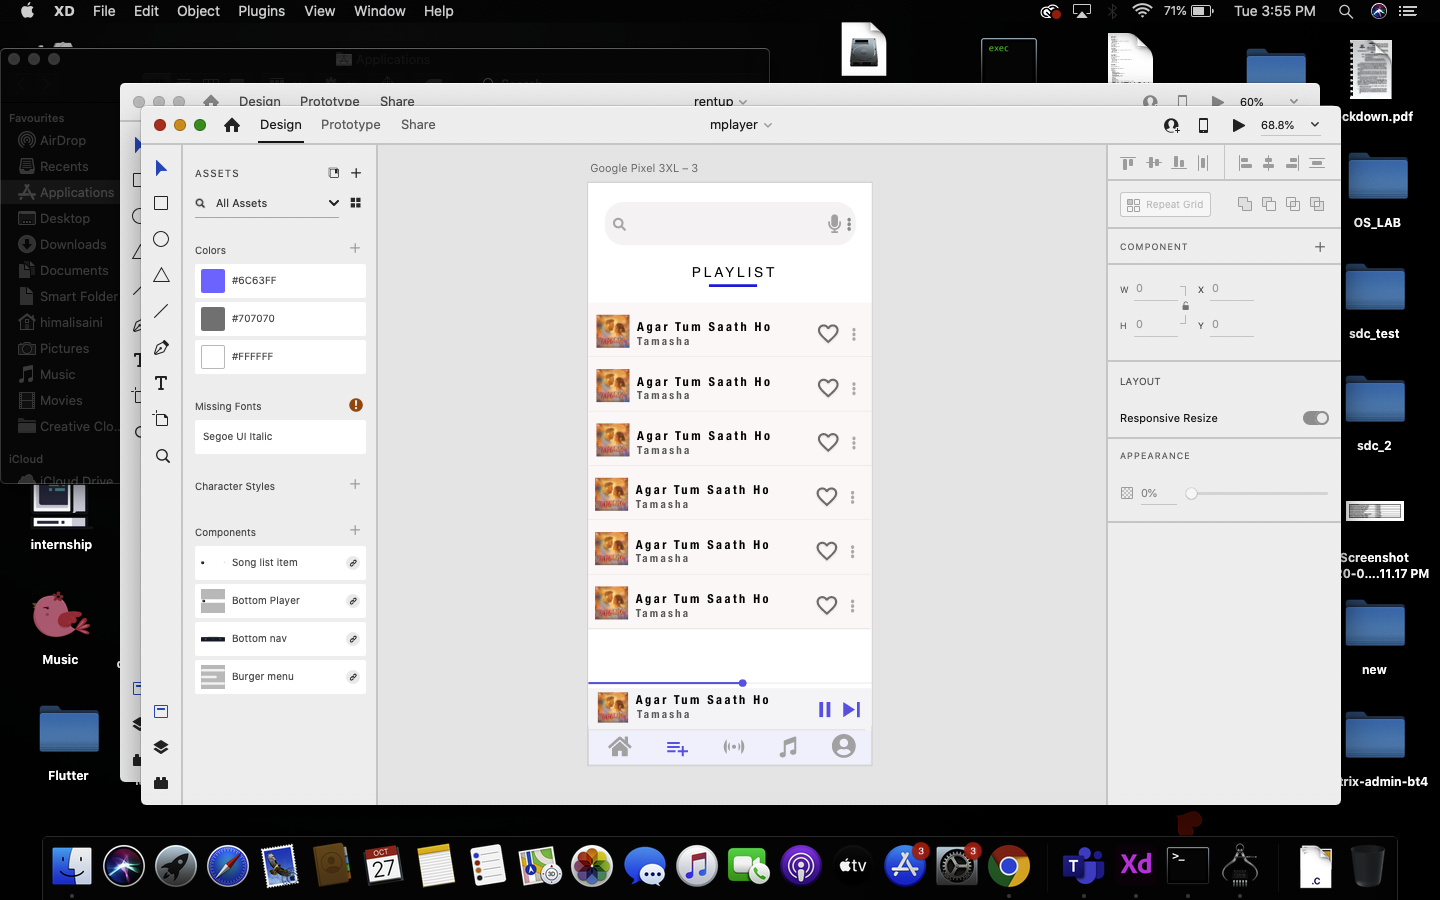 XD File Edit Object Plugins View Window Help
71% Tue 3:55 PM
exec
Applications
Search
Favourites
AirDrop
Recents
Applications
Desktop
Downloads
Documents
Smart Folder
himalisaini
Pictures
Music
Movies
Creative Clo...
iCloud
iCloud Drive
Design Prototype Share
rentup
60%
Design Prototype Share
mplayer
68.8%
ASSETS
All Assets
Colors
#6C63FF
#707070
#FFFFFF
Missing Fonts
Segoe UI Italic
Character Styles
Components
Song list item
Bottom Player
Bottom nav
Burger menu
Google Pixel 3XL – 3
PLAYLIST
Agar Tum Saath Ho
Tamasha
Agar Tum Saath Ho
Tamasha
Agar Tum Saath Ho
Tamasha
Agar Tum Saath Ho
Tamasha
Agar Tum Saath Ho
Tamasha
Agar Tum Saath Ho
Tamasha
Agar Tum Saath Ho
Tamasha
Repeat Grid
COMPONENT
W 0 X 0
H 0 Y 0
LAYOUT
Responsive Resize
APPEARANCE
0%
ckdown.pdf
OS_LAB
sdc_test
sdc_2
Screenshot
20-0....11.17 PM
new
trix-admin-bt4
internship
Music
Flutter
OCT
27
3D
tv
3
3
T
Xd
>_
.C